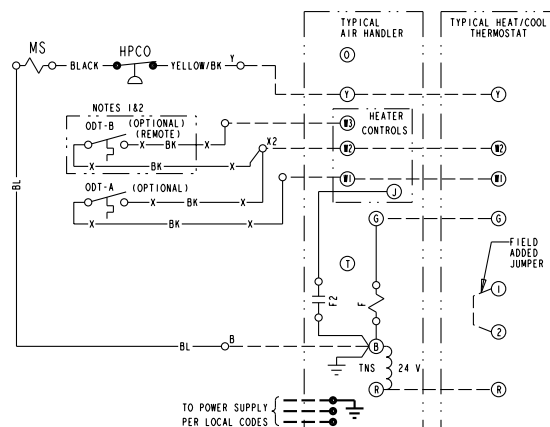 TYPICAL
AIR HANDLER
TYPICAL HEAT/COOL
THERMOSTAT
MS
HPCO
BLACK
YELLOW/BK
Y
O
Y
Y
NOTES 1&2
HEATER
CONTROLS
ODT-B
(OPTIONAL)
(REMOTE)
W3
X
BK
X
X
BK
X
X2
W2
W2
ODT-A
(OPTIONAL)
X
BK
X
W1
W1
J
X
BK
X
BL
G
G
FIELD
ADDED
JUMPER
T
1
F2
F
2
BL
B
B
TNS
24 V
R
R
TO POWER SUPPLY
PER LOCAL CODES